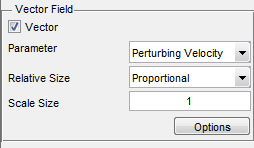 Vector Field
Vector
Parameter Perturbing Velocity
Relative Size Proportional
Scale Size 1
Options